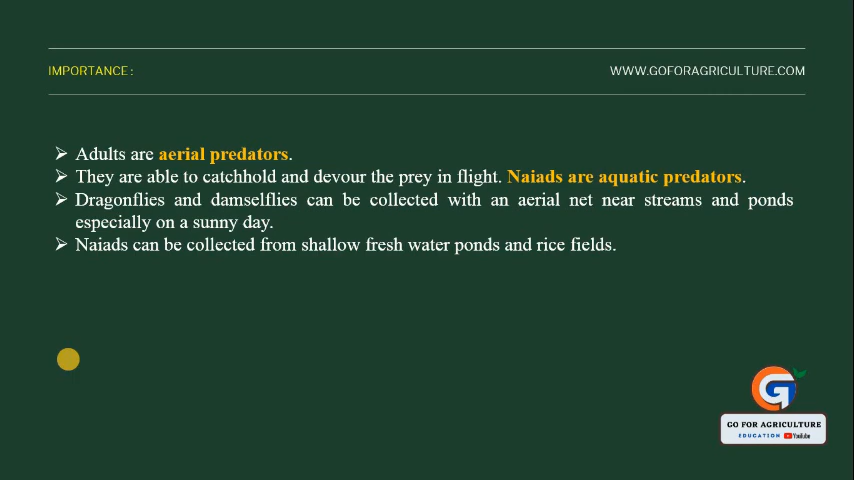 IMPORTANCE :
WWW.GOFORAGRICULTURE.COM
➢ Adults are aerial predators.
➢ They are able to catchhold and devour the prey in flight. Naiads are aquatic predators.
➢ Dragonflies and damselflies can be collected with an aerial net near streams and ponds
especially on a sunny day.
➢ Naiads can be collected from shallow fresh water ponds and rice fields.
G
GO FOR AGRICULTURE
EDUCATION YouTube